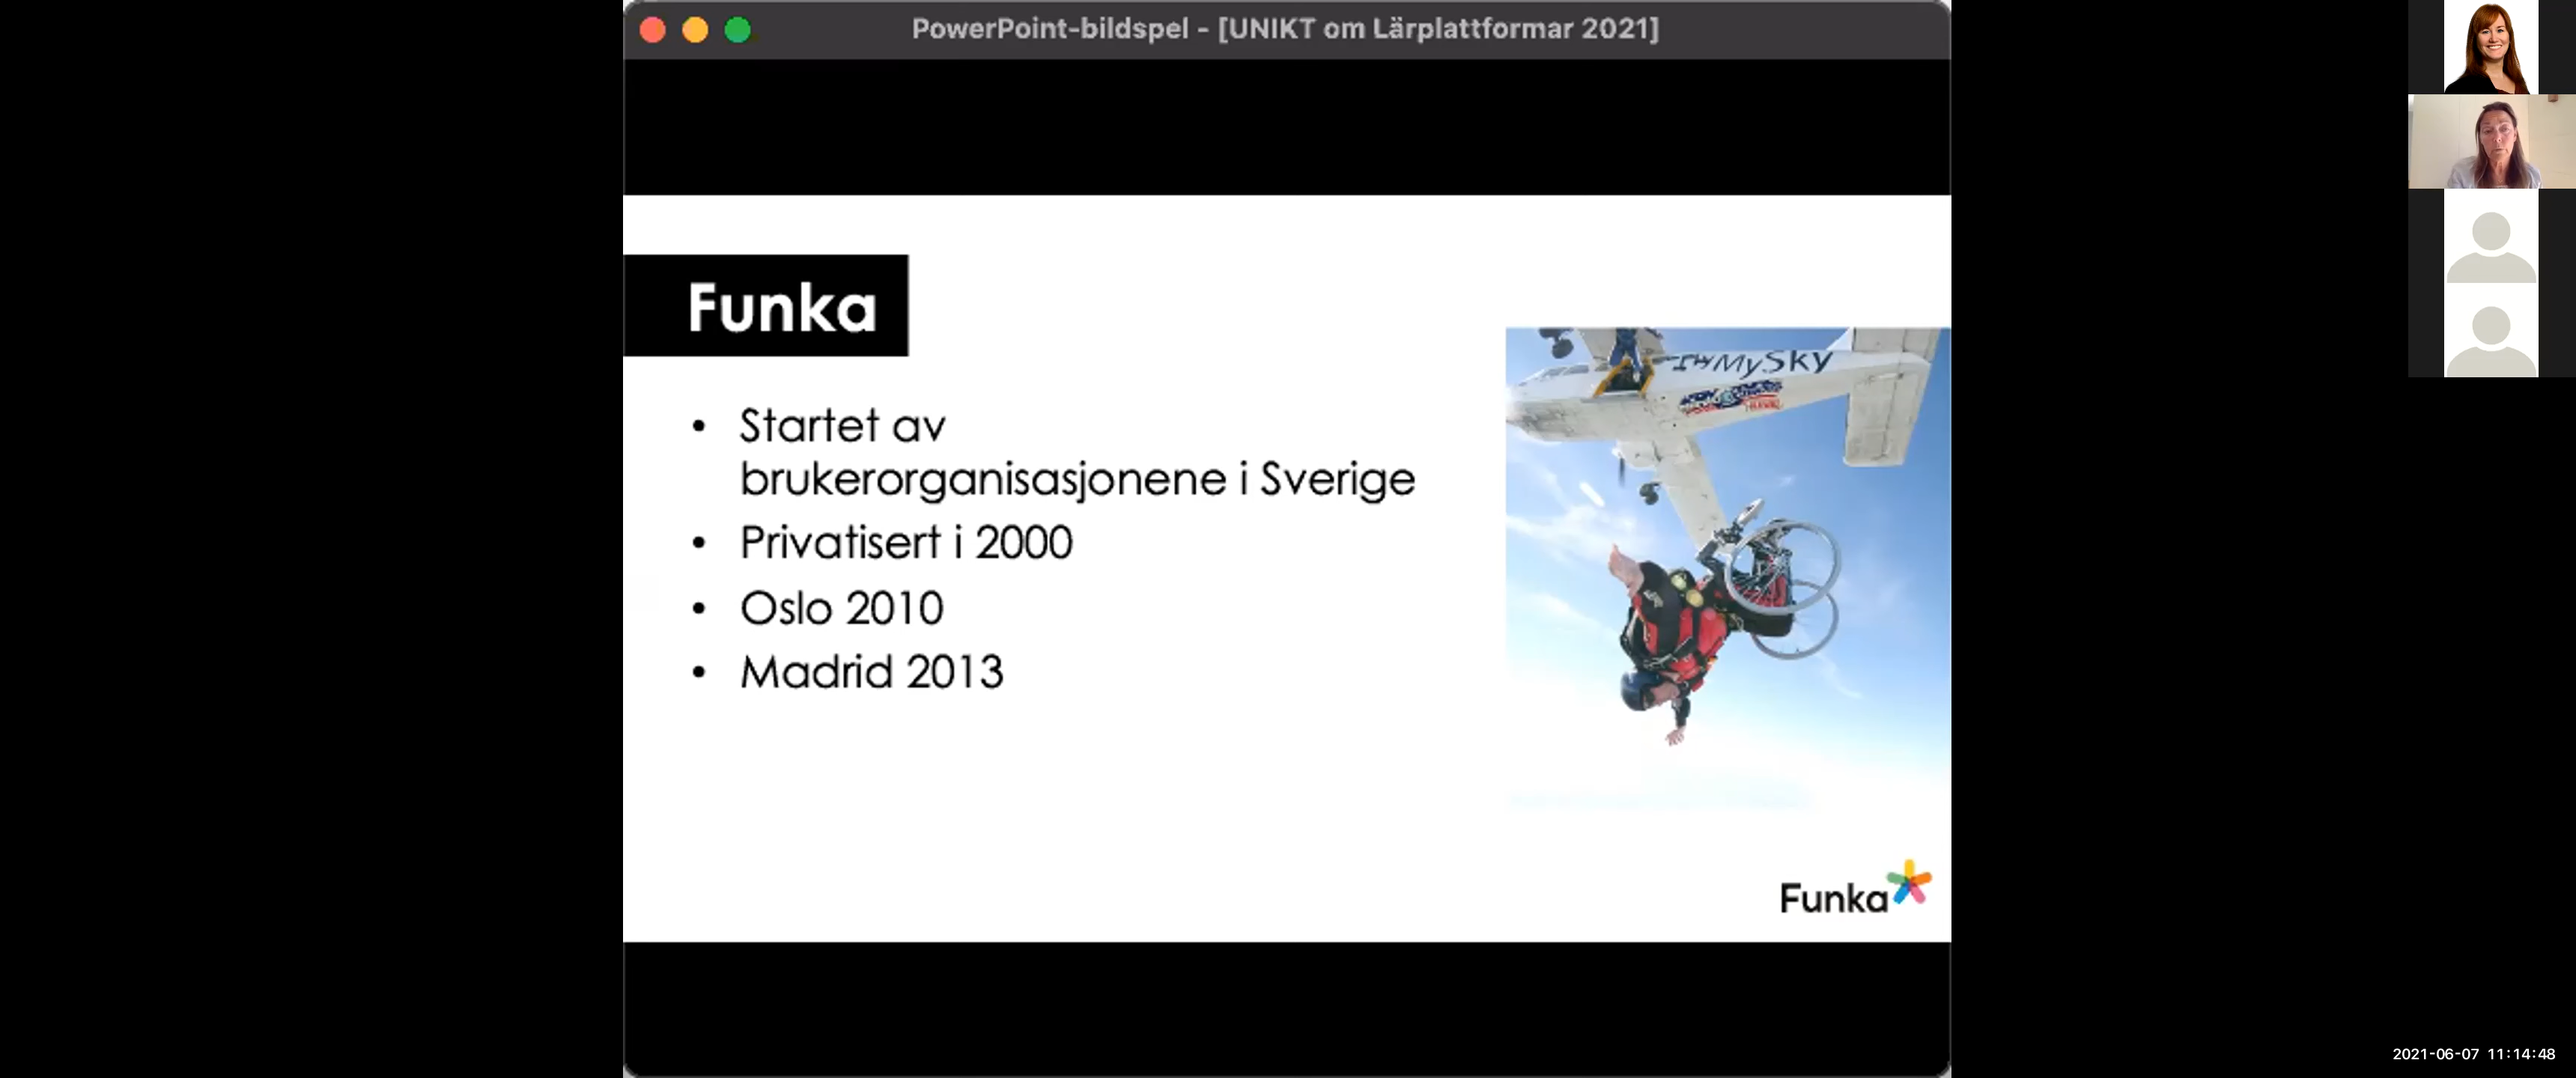 PowerPoint-bildspel - [UNIKT om Lärplattformar 2021]
Funka
• Startet av
brukerorganisasjonene i Sverige
• Privatisert i 2000
• Oslo 2010
• Madrid 2013
MySky
Funka
2021-06-07 11:14:48